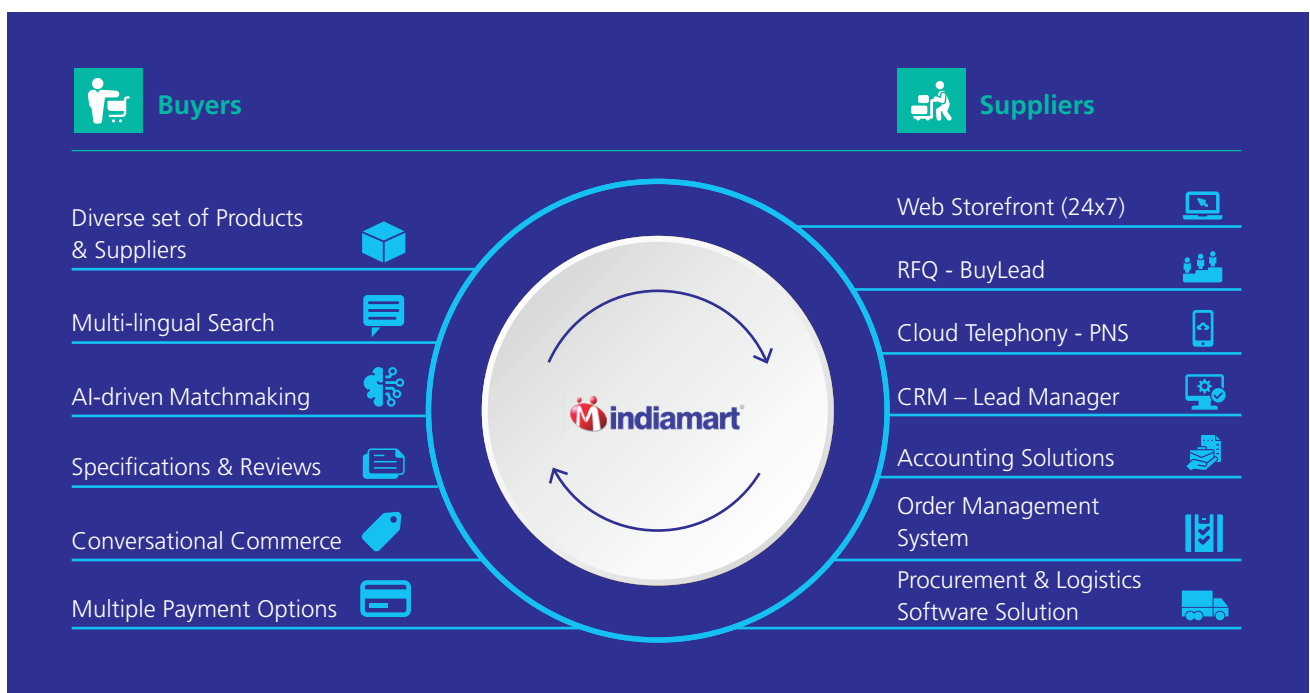 Buyers
Diverse set of Products
& Suppliers
Multi-lingual Search
AI-driven Matchmaking
Specifications & Reviews
Conversational Commerce
Multiple Payment Options
indiamart
Suppliers
Web Storefront (24x7)
RFQ - BuyLead
Cloud Telephony - PNS
CRM – Lead Manager
Accounting Solutions
Order Management
System
Procurement & Logistics
Software Solution